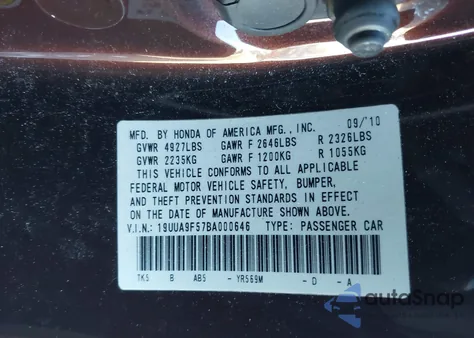 09/'10
MFD. BY HONDA OF AMERICA MFG., INC.
GVWR 4927LBS GAWR F 2646LBS R 2326LBS
GVWR 2235KG GAWR F 1200KG R 1055KG
THIS VEHICLE CONFORMS TO ALL APPLICABLE
FEDERAL MOTOR VEHICLE SAFETY, BUMPER,
AND THEFT PREVENTION STANDARDS IN EFFECT
ON THE DATE OF MANUFACTURE SHOWN ABOVE.
V.I.N.: 19UUA9F57BA000646 TYPE: PASSENGER CAR
TK5 B AB5 - YR569M - D - A
autoSnap